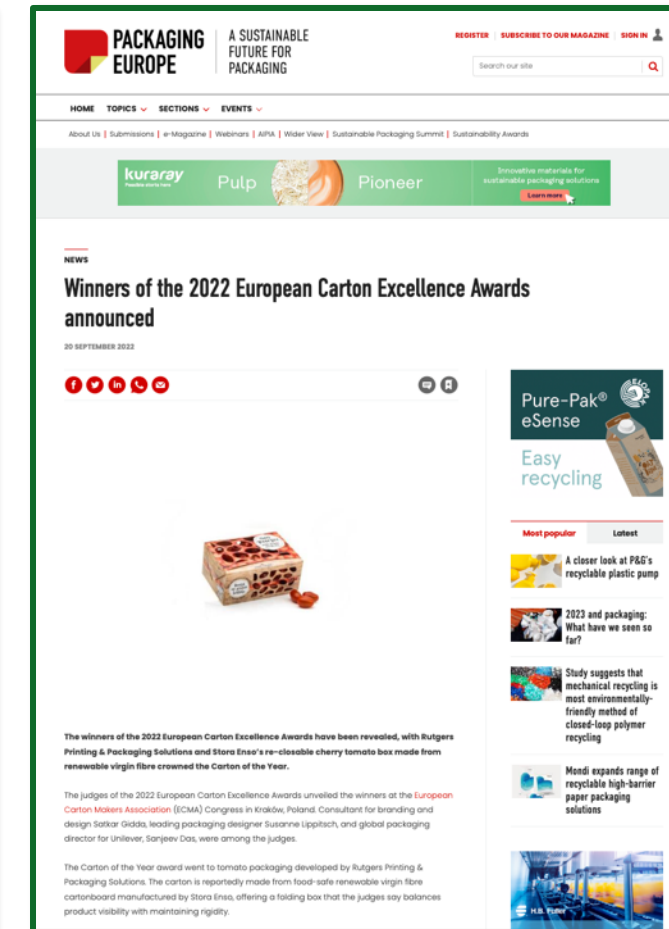 PACKAGING
EUROPE
A SUSTAINABLE
FUTURE FOR
PACKAGING
REGISTER
SUBSCRIBE TO OUR MAGAZINE
SIGN IN
Search our site
HOME TOPICS SECTIONS EVENTS
About Us | Submissions | e-Magazine | Webinars | AIPIA | Wider View | Sustainable Packaging Summit | Sustainability Awards
kuraray
Possible starts here
Pulp Pioneer
Innovative materials for
sustainable packaging solutions
Learn more
NEWS
Winners of the 2022 European Carton Excellence Awards
announced
20 SEPTEMBER 2022
The winners of the 2022 European Carton Excellence Awards have been revealed, with Rutgers
Printing & Packaging Solutions and Stora Enso's re-closable cherry tomato box made from
renewable virgin fibre crowned the Carton of the Year.
The judges of the 2022 European Carton Excellence Awards unveiled the winners at the European
Carton Makers Association (ECMA) Congress in Kraków, Poland. Consultant for branding and
design Satkar Gidda, leading packaging designer Susanne Lippitsch, and global packaging
director for Unilever, Sanjeev Das, were among the judges.
The Carton of the Year award went to tomato packaging developed by Rutgers Printing &
Packaging Solutions. The carton is reportedly made from food-safe renewable virgin fibre
cartonboard manufactured by Stora Enso, offering a folding box that the judges say balances
product visibility with maintaining rigidity.
Pure-Pak®
eSense
Easy
recycling
ELOPAK
Most popular
Latest
A closer look at P&G's
recyclable plastic pump
2023 and packaging:
What have we seen so
far?
Study suggests that
mechanical recycling is
most environmentally-
friendly method of
closed-loop polymer
recycling
Mondi expands range of
recyclable high-barrier
paper packaging
solutions
H.B. Fuller